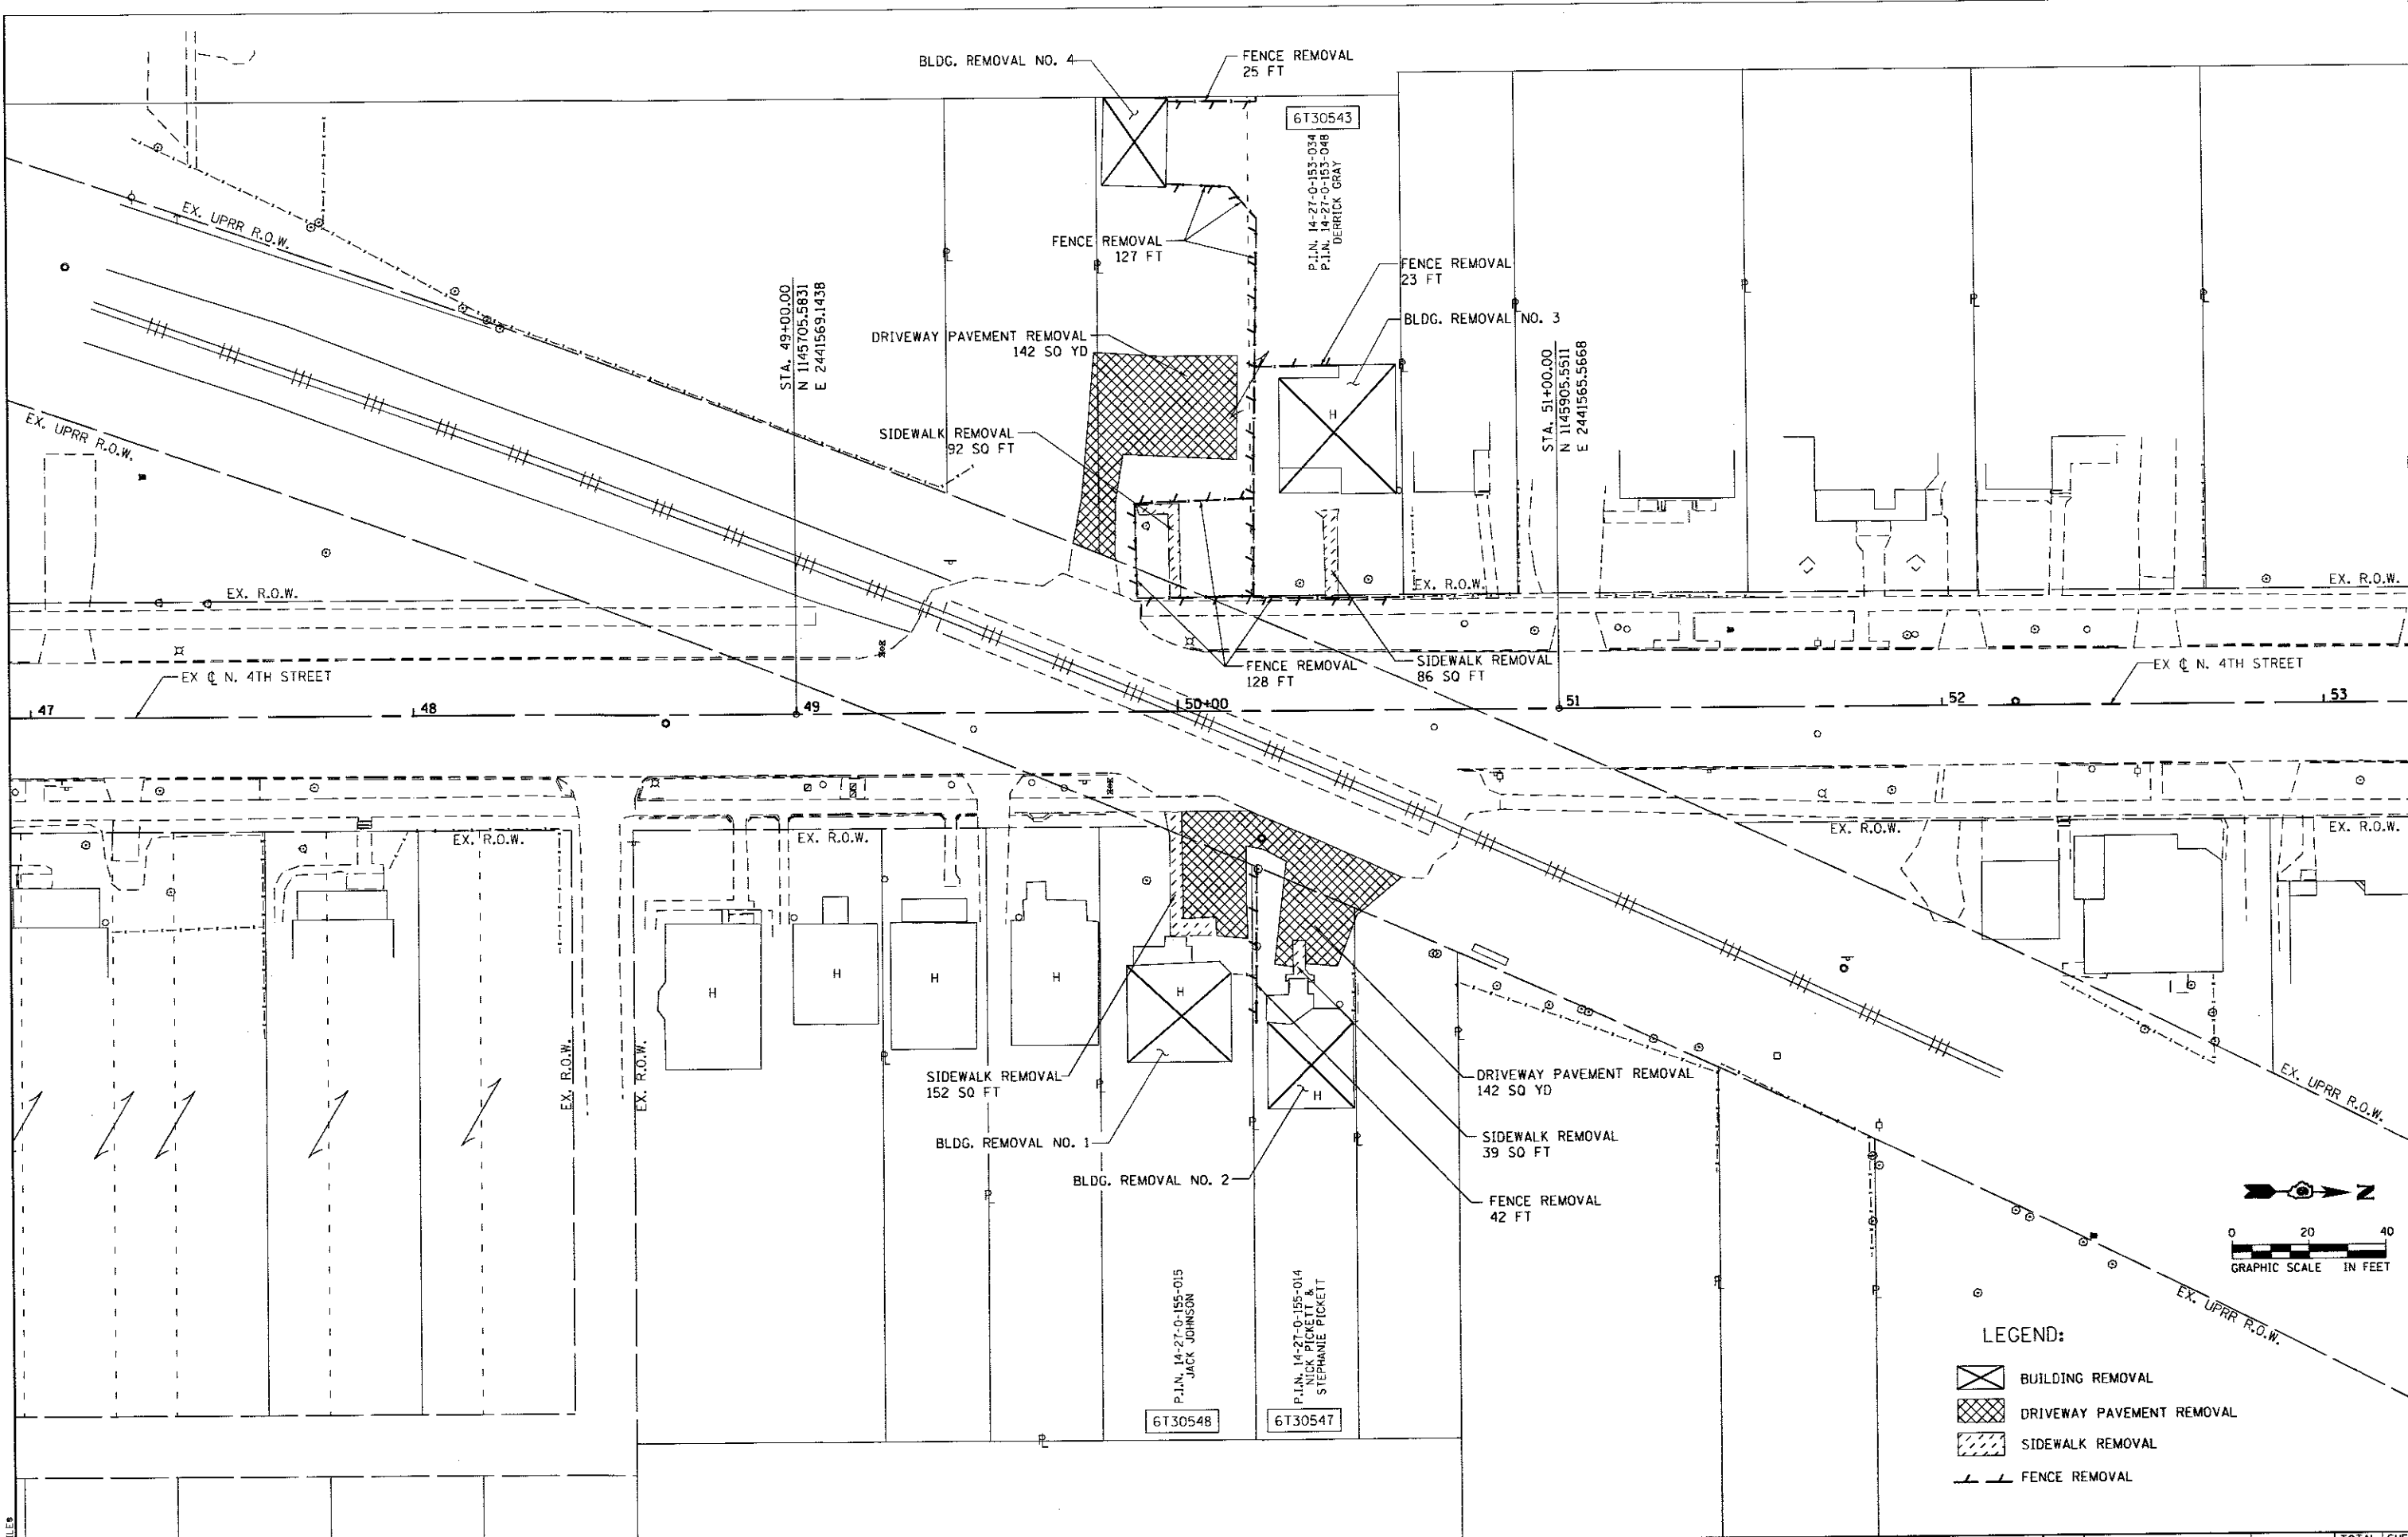 BLDG. REMOVAL NO. 4
FENCE REMOVAL
25 FT
6T30543
P.I.N. 14-27-0-153-034
P.I.N. 14-27-0-153-048
DERRICK GRAY
EX. UPRR R.O.W.
FENCE REMOVAL
127 FT
FENCE REMOVAL
23 FT
STA. 49+00.00
N 1145705.5831
E 2441569.1438
BLDG. REMOVAL NO. 3
DRIVEWAY PAVEMENT REMOVAL
142 SQ YD
STA. 51+00.00
N 1145905.5511
E 2441565.5668
EX. UPRR R.O.W.
SIDEWALK REMOVAL
92 SQ FT
H
EX. R.O.W.
EX. R.O.W.
EX. R.O.W.
FENCE REMOVAL
128 FT
SIDEWALK REMOVAL
86 SQ FT
EX ℄ N. 4TH STREET
EX ℄ N. 4TH STREET
47
48
49
50+00
51
52
53
EX. R.O.W.
EX. R.O.W.
EX. R.O.W.
EX. R.O.W.
H
H
H
H
H
EX. R.O.W.
EX. R.O.W.
SIDEWALK REMOVAL
152 SQ FT
DRIVEWAY PAVEMENT REMOVAL
142 SQ YD
H
BLDG. REMOVAL NO. 1
SIDEWALK REMOVAL
39 SQ FT
BLDG. REMOVAL NO. 2
FENCE REMOVAL
42 FT
EX. UPRR R.O.W.
EX. UPRR R.O.W.
P.I.N. 14-27-0-155-015
JACK JOHNSON
6T30548
P.I.N. 14-27-0-155-014
NICK PICKETT &
STEPHANIE PICKETT
6T30547
N
0 20 40
GRAPHIC SCALE IN FEET
LEGEND:
BUILDING REMOVAL
DRIVEWAY PAVEMENT REMOVAL
SIDEWALK REMOVAL
FENCE REMOVAL